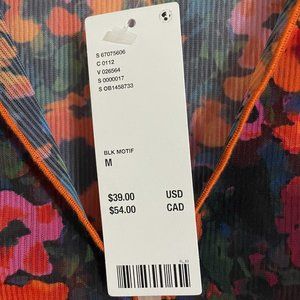 S 67075606
C 0112
V 026564
S 0000017
S OB1458733
BLK MOTIF
M
$39.00 USD
$54.00 CAD